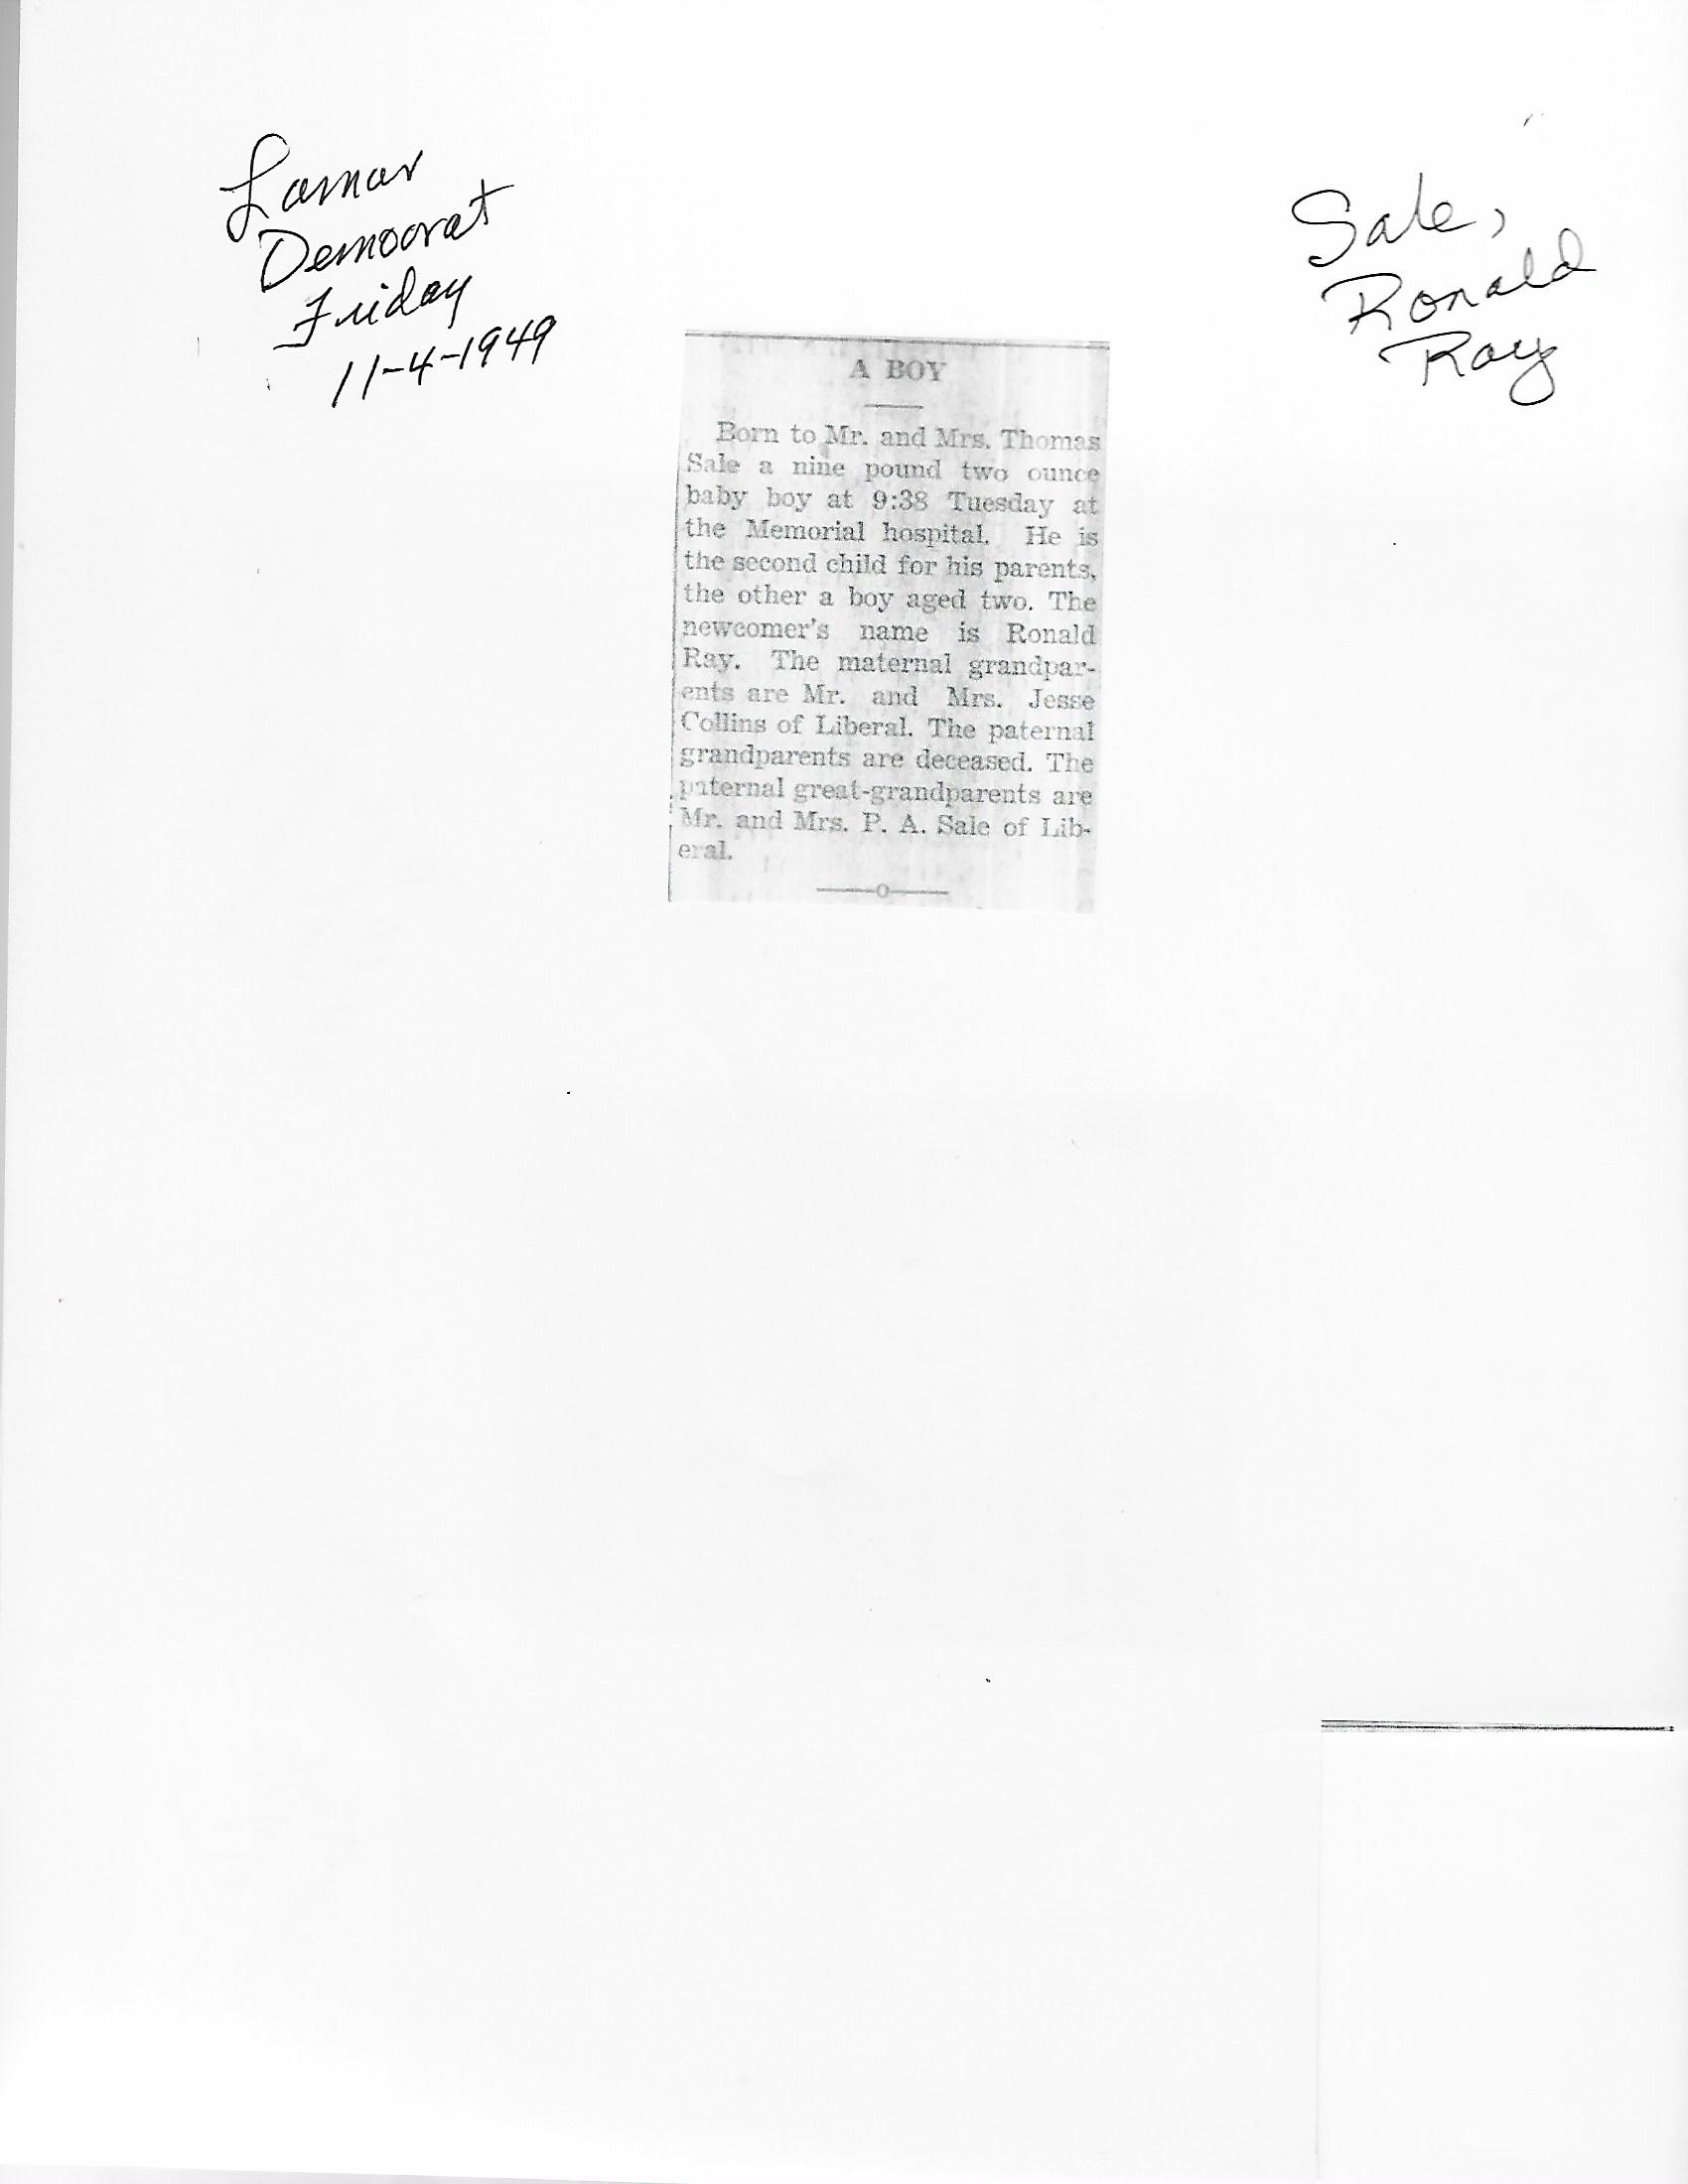 Lamar
Democrat
Friday
11-4-1949
Sale,
Ronald
Ray
A BOY
Born to Mr. and Mrs. Thomas
Sale a nine pound two ounce
baby boy at 9:38 Tuesday at
the Memorial hospital. He is
the second child for his parents,
the other a boy aged two. The
newcomer's name is Ronald
Ray. The maternal grandpar-
ents are Mr. and Mrs. Jesse
Collins of Liberal. The paternal
grandparents are deceased. The
paternal great-grandparents are
Mr. and Mrs. P. A. Sale of Lib-
eral.